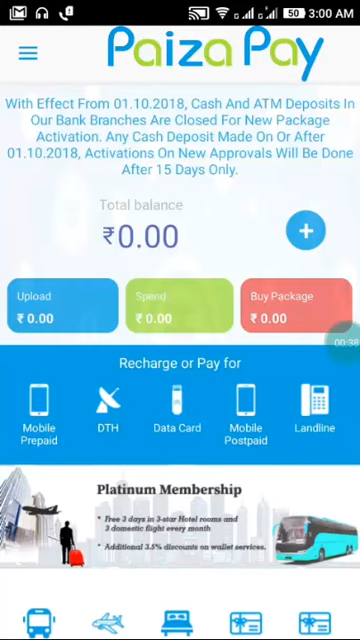 50 3:00 AM
Paiza Pay
With Effect From 01.10.2018, Cash And ATM Deposits In
Our Bank Branches Are Closed For New Package
Activation. Any Cash Deposit Made On Or After
01.10.2018, Activations On New Approvals Will Be Done
After 15 Days Only.
Total balance
₹0.00
Upload
Spend
Buy Package
₹ 0.00
₹ 0.00
₹ 0.00
00:38
Recharge or Pay for
Mobile
Prepaid
DTH
Data Card
Mobile
Postpaid
Landline
Platinum Membership
* Free 3 days in 3-star Hotel rooms and
3 domestic flight every month
* Additional 3.5% discounts on wallet services.